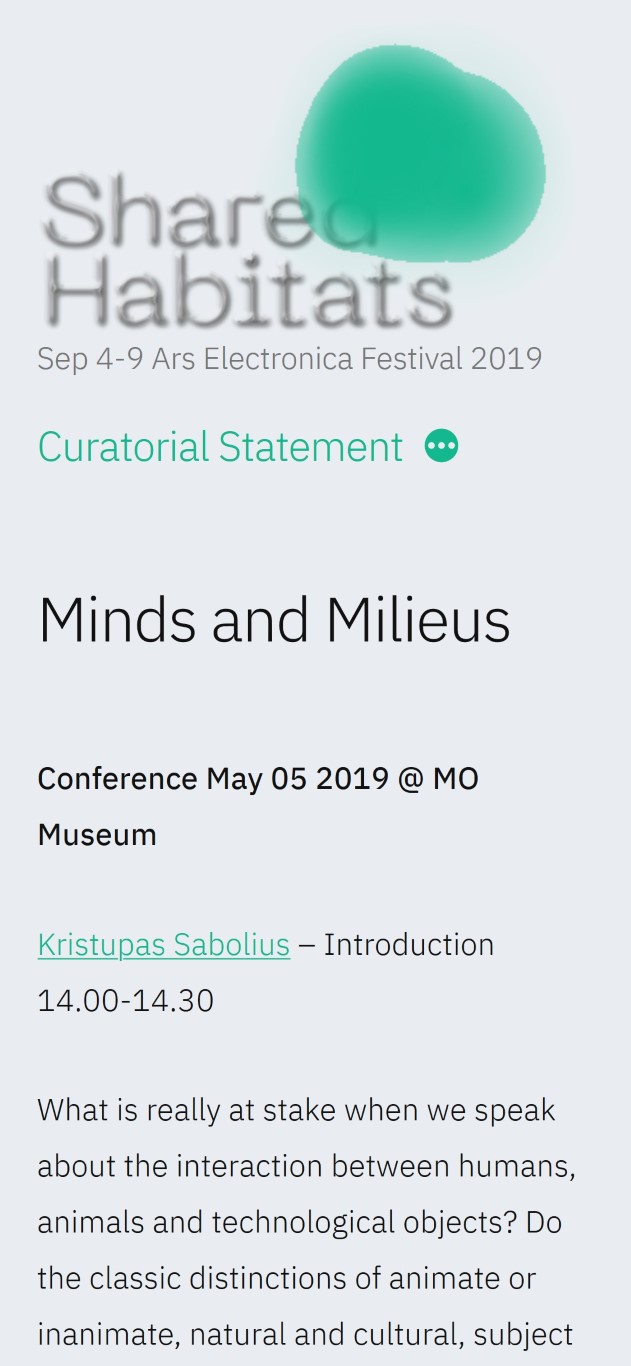 Shared
Habitats
Sep 4-9 Ars Electronica Festival 2019
Curatorial Statement
Minds and Milieus
Conference May 05 2019 @ MO
Museum
Kristupas Sabolius – Introduction
14.00-14.30
What is really at stake when we speak
about the interaction between humans,
animals and technological objects? Do
the classic distinctions of animate or
inanimate, natural and cultural, subject